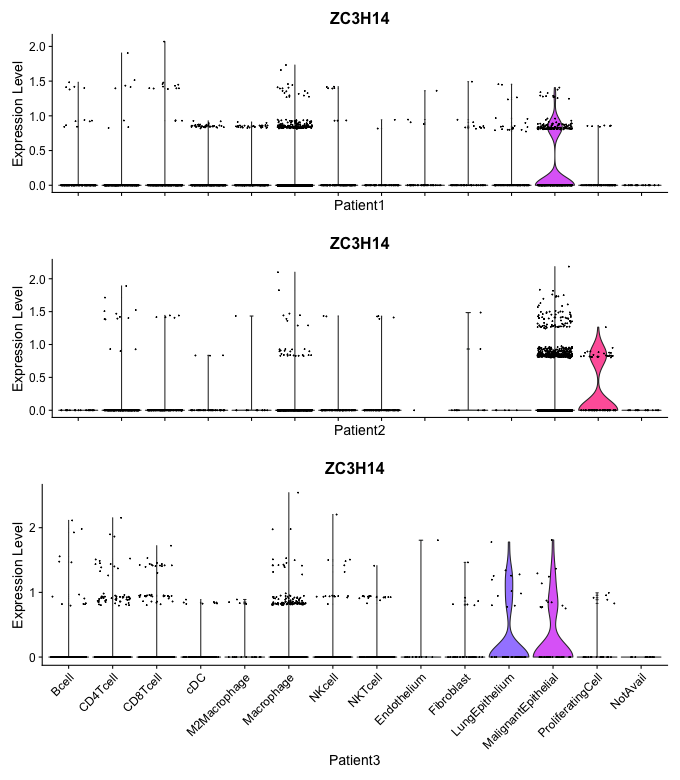 ZC3H14
Expression Level
2.0
1.5
1.0
0.5
0.0
Patient1
ZC3H14
Expression Level
2.0
1.5
1.0
0.5
0.0
Patient2
ZC3H14
Expression Level
2
1
0
Bcell
CD4Tcell
CD8Tcell
cDC
M2Macrophage
Macrophage
NKcell
NKTcell
Endothelium
Fibroblast
LungEpithelium
MalignantEpithelial
ProliferatingCell
NotAvail
Patient3